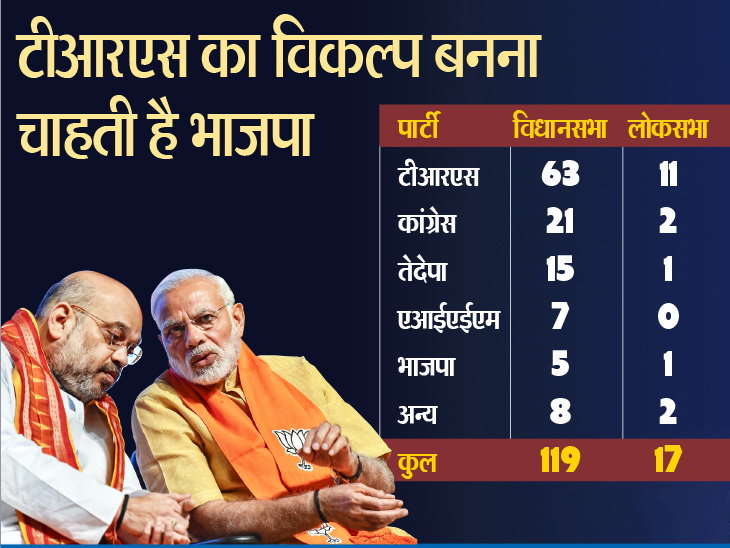 टीआरएस का विकल्प बनना
चाहती है भाजपा
पार्टी विधानसभा लोकसभा
टीआरएस 63 11
कांग्रेस 21 2
तेदेपा 15 1
एआईएईएम 7 0
भाजपा 5 1
अन्य 8 2
कुल 119 17